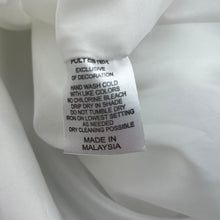 POLYESTER
EXCLUSIVE
OF DECORATION
HAND WASH COLD
WITH LIKE COLORS
NO CHLORINE BLEACH
DRIP DRY IN SHADE
DO NOT TUMBLE DRY
IRON ON LOWEST SETTING
AS NEEDED
DRY CLEANING POSSIBLE
MADE IN
MALAYSIA